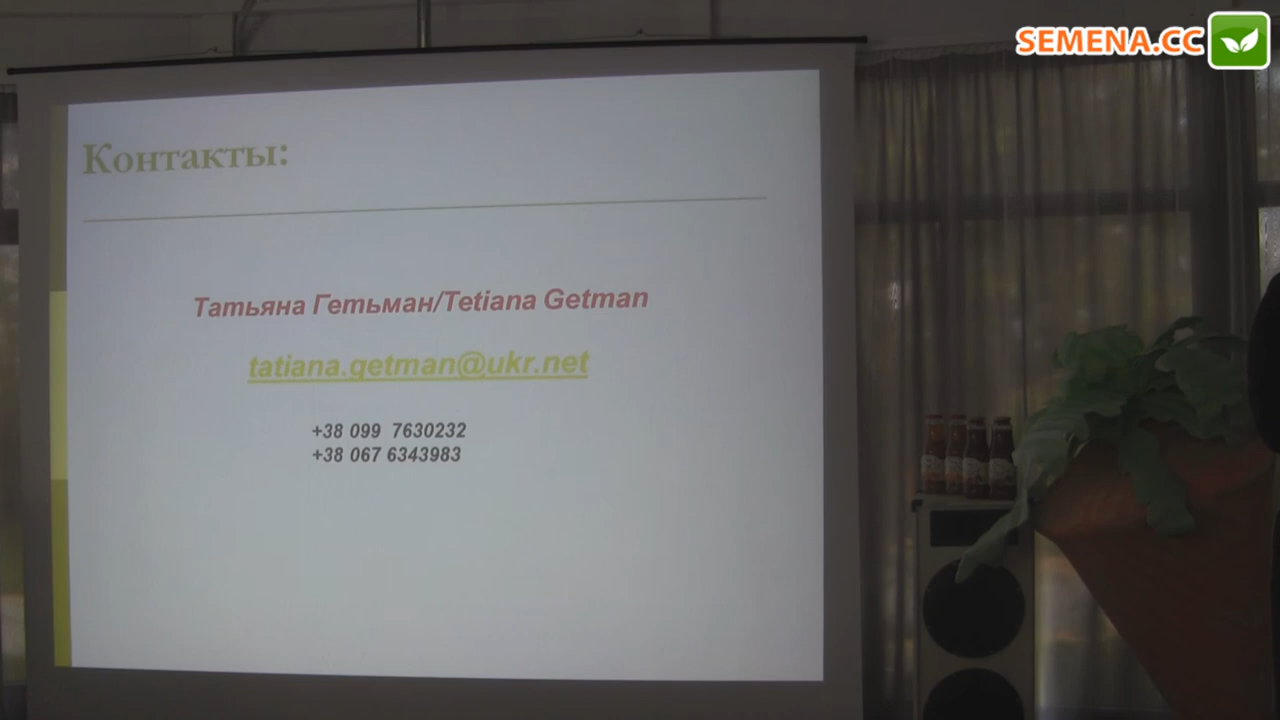 SEMENA.CC
Контакты:
Татьяна Гетьман/Tetiana Getman
tatiana.getman@ukr.net
+38 099 7630232
+38 067 6343983